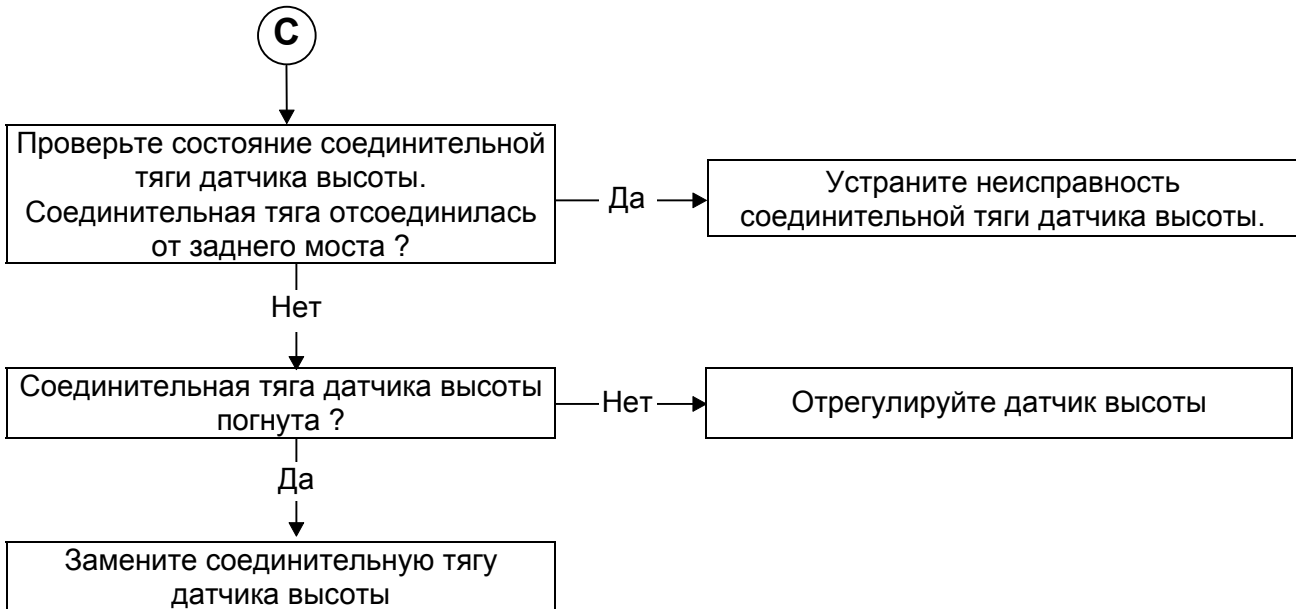 C
Проверьте состояние соединительной
тяги датчика высоты.
Соединительная тяга отсоединилась
от заднего моста ?
Да
Устраните неисправность
соединительной тяги датчика высоты.
Нет
Соединительная тяга датчика высоты
погнута ?
Нет
Отрегулируйте датчик высоты
Да
Замените соединительную тягу
датчика высоты